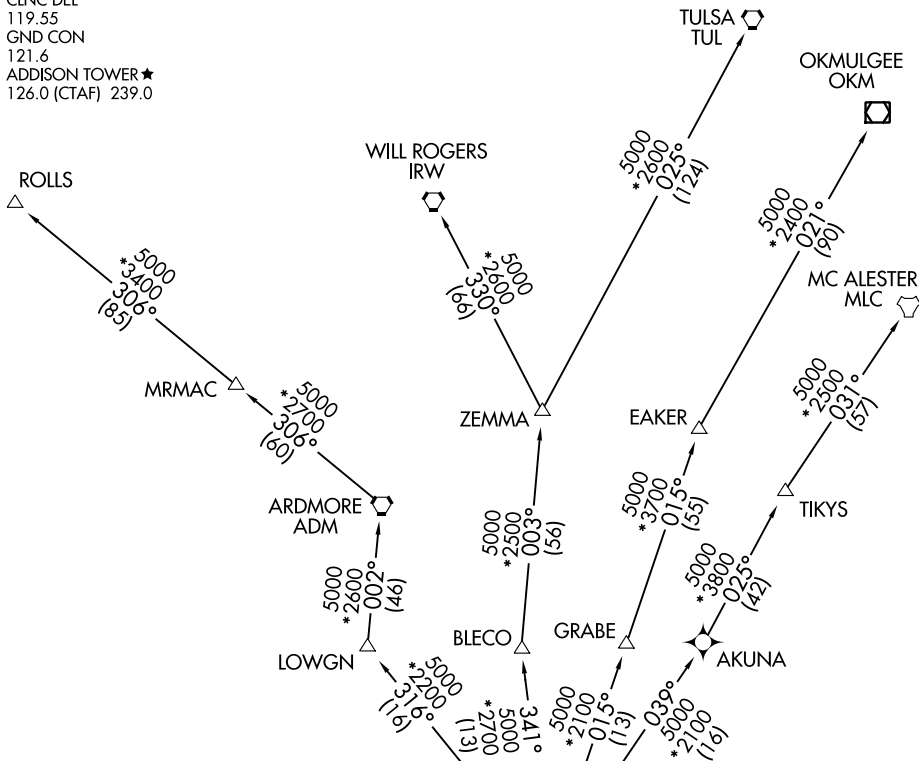 119.55
GND CON
121.6
ADDISON TOWER★
126.0 (CTAF) 239.0
TULSA
TUL
OKMULGEE
OKM
WILL ROGERS
IRW
ROLLS
5000
*2600
025°
(124)
5000
*2400
021°
(90)
5000
*2600
330°
(66)
5000
*3400
306°
(85)
MC ALESTER
MLC
MRMAC
5000
*2700
306°
(60)
ZEMMA
EAKER
5000
*2500
031°
(57)
ARDMORE
ADM
5000
*2500
003°
(56)
5000
*3700
015°
(55)
TIKYS
5000
*2600
002°
(46)
5000
*3800
025°
(42)
LOWGN
BLECO
GRABE
AKUNA
5000
*2200
316°
(16)
341°
5000
*2700
(13)
5000
*2100
015°
(13)
039°
5000
*2100
(16)